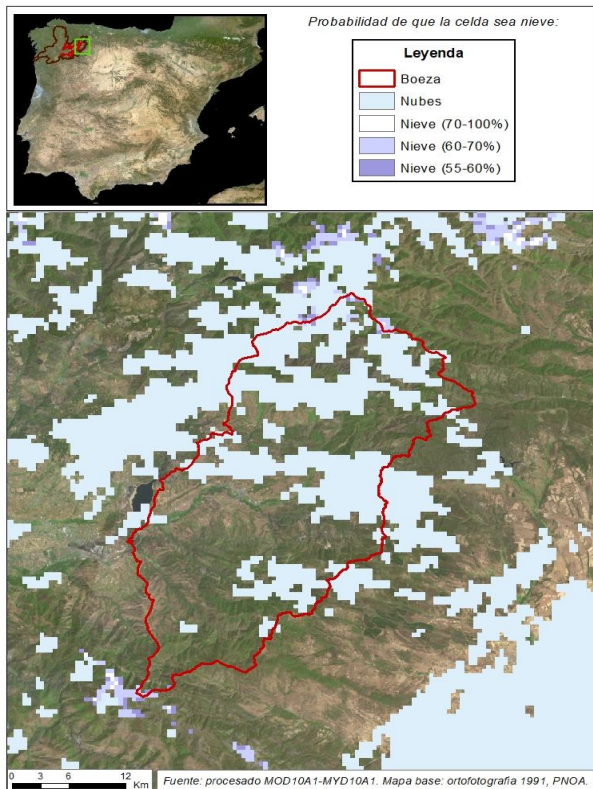 Probabilidad de que la celda sea nieve:
Leyenda
Boeza
Nubes
Nieve (70-100%)
Nieve (60-70%)
Nieve (55-60%)
0 3 6 12
Km
Fuente: procesado MOD10A1-MYD10A1. Mapa base: ortofotografia 1991, PNOA.